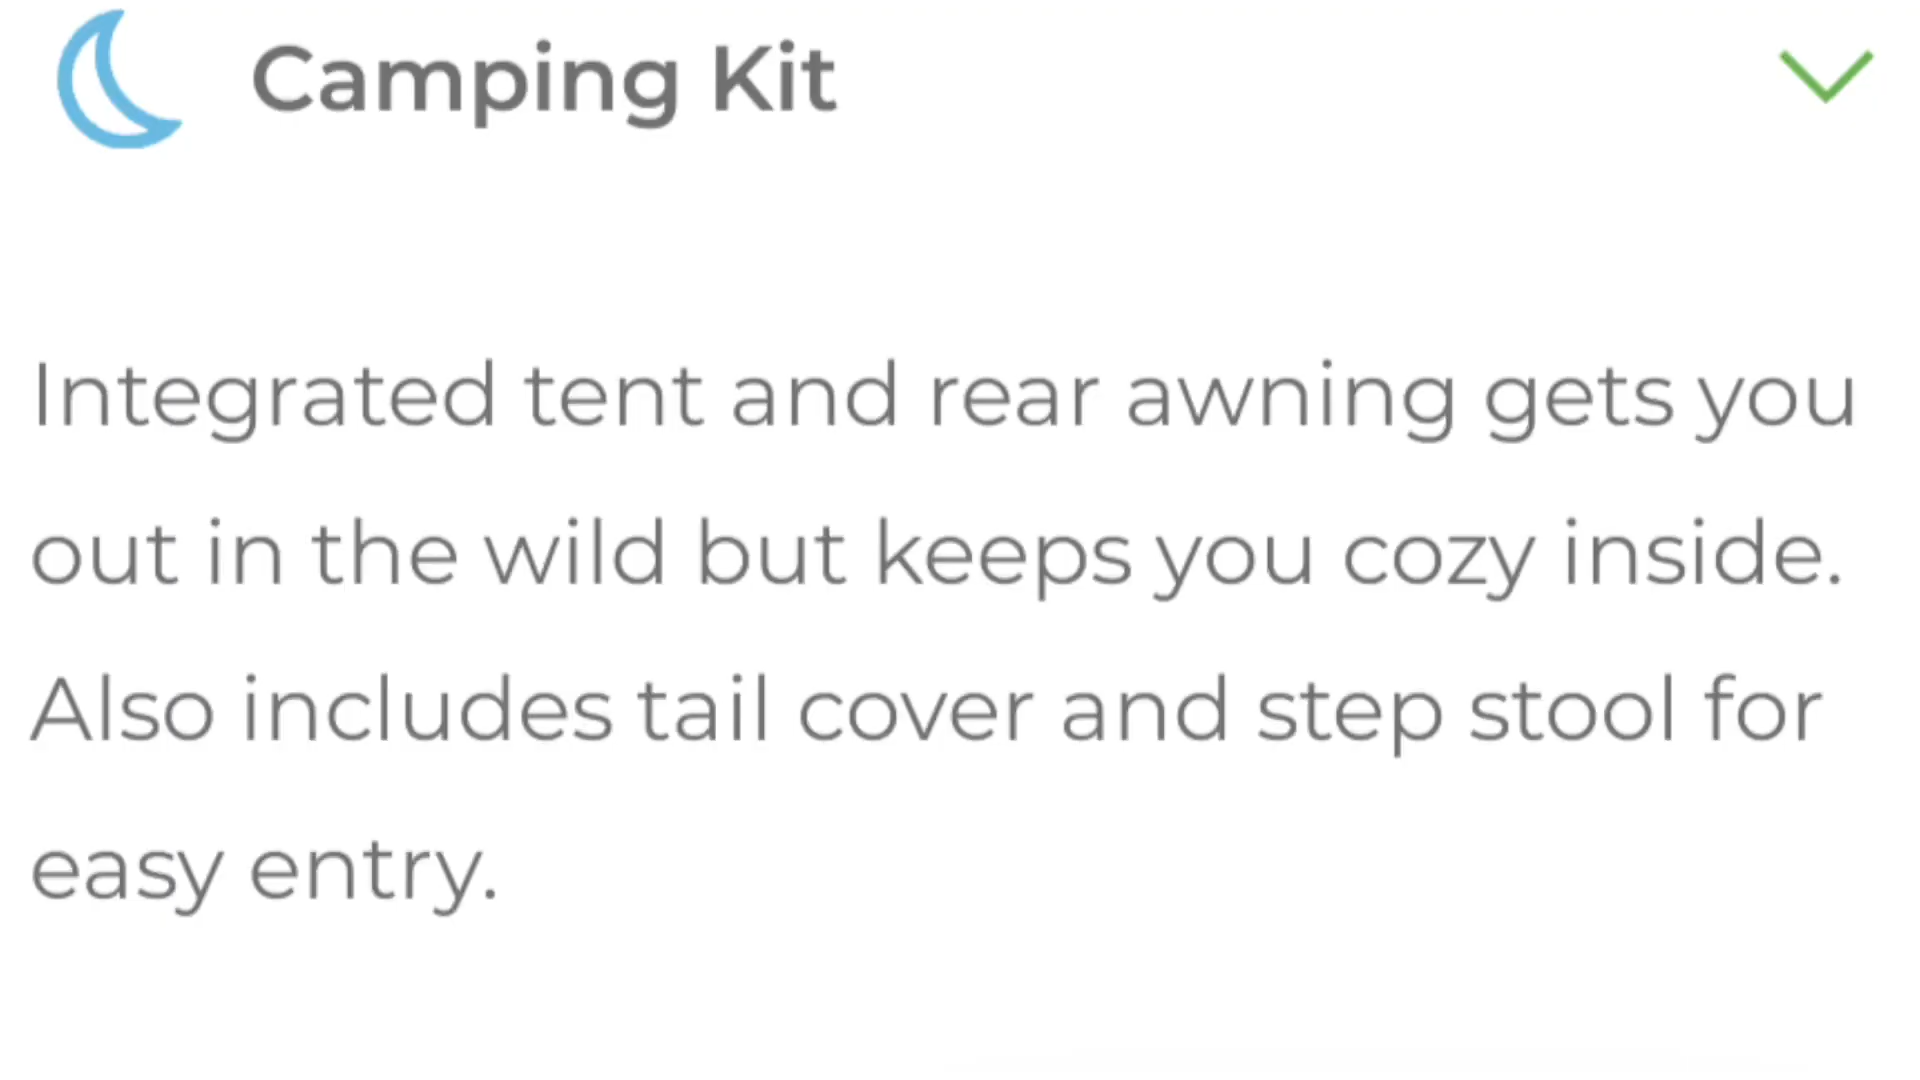 Camping Kit
Integrated tent and rear awning gets you
out in the wild but keeps you cozy inside.
Also includes tail cover and step stool for
easy entry.